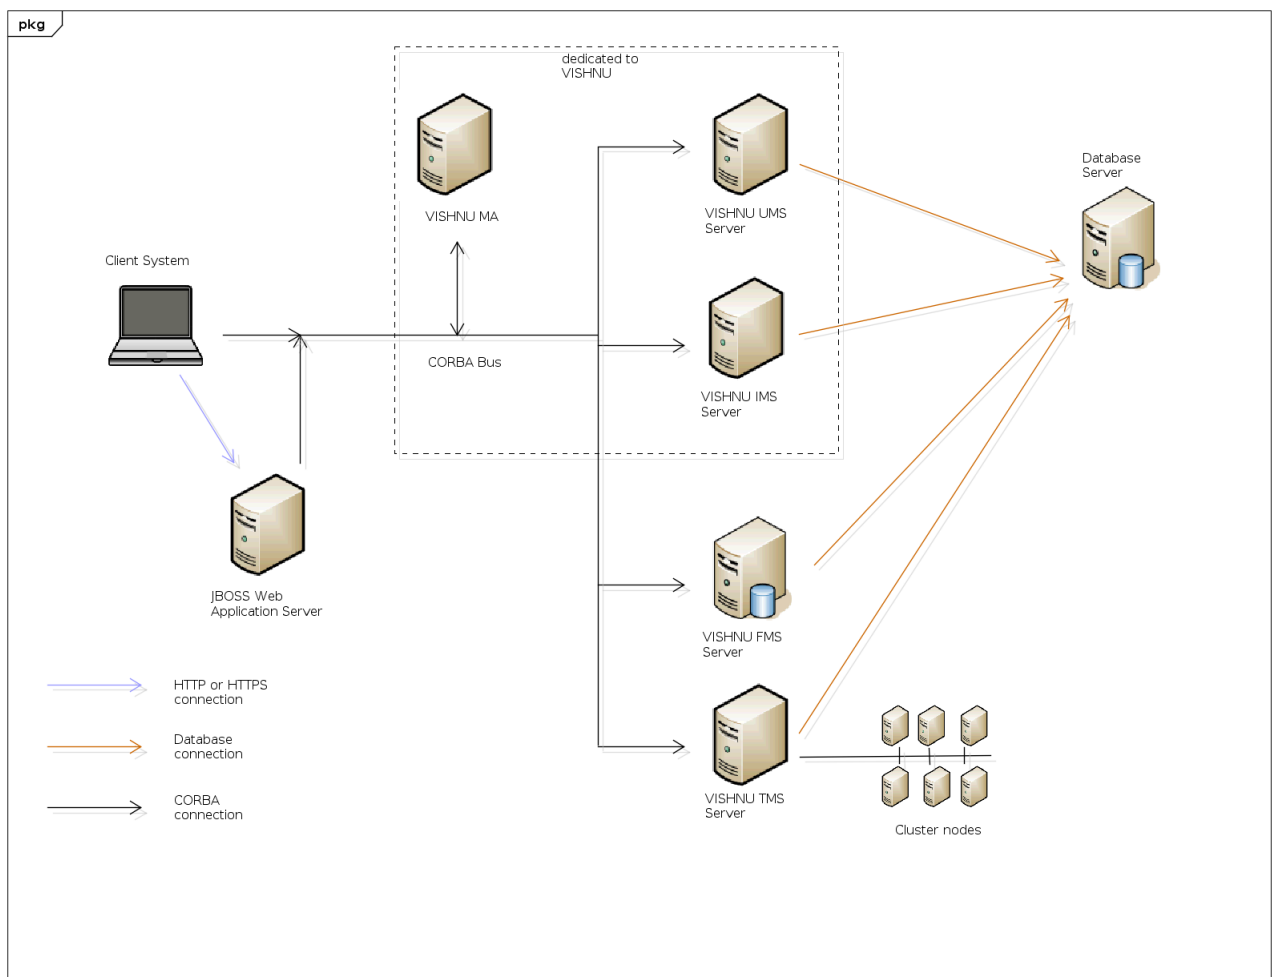 pkg
dedicated to
VISHNU
VISHNU MA
VISHNU UMS
Server
Database
Server
Client System
CORBA Bus
VISHNU IMS
Server
JBOSS Web
Application Server
VISHNU FMS
Server
HTTP or HTTPS
connection
Database
connection
CORBA
connection
VISHNU TMS
Server
Cluster nodes